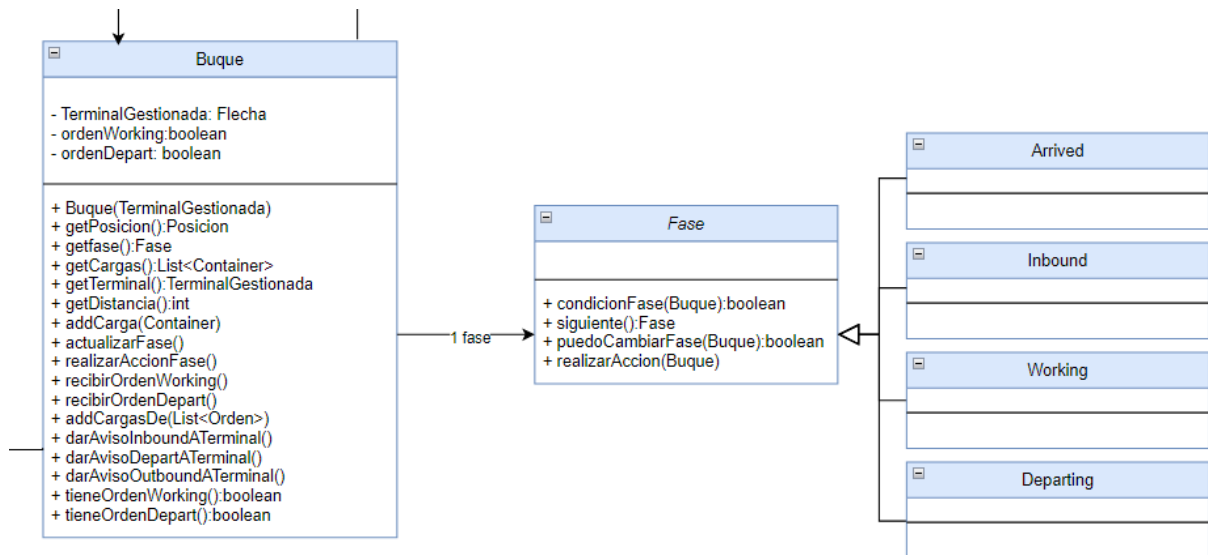 Buque
- TerminalGestionada: Flecha
- ordenWorking:boolean
- ordenDepart: boolean
+ Buque(TerminalGestionada)
+ getPosicion():Posicion
+ getfase():Fase
+ getCargas():List<Container>
+ getTerminal():TerminalGestionada
+ getDistancia():int
+ addCarga(Container)
+ actualizarFase()
+ realizarAccionFase()
+ recibirOrdenWorking()
+ recibirOrdenDepart()
+ addCargasDe(List<Orden>)
+ darAvisoInboundATerminal()
+ darAvisoDepartATerminal()
+ darAvisoOutboundATerminal()
+ tieneOrdenWorking():boolean
+ tieneOrdenDepart():boolean
1 fase
Fase
+ condicionFase(Buque):boolean
+ siguiente():Fase
+ puedoCambiarFase(Buque):boolean
+ realizarAccion(Buque)
Arrived
Inbound
Working
Departing